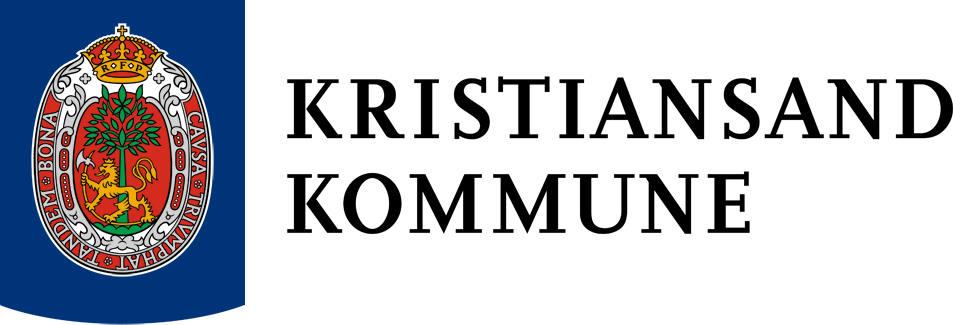 R F P
TANDEM BONA CAVSA TRIVMPHAT
KRISTIANSAND
KOMMUNE